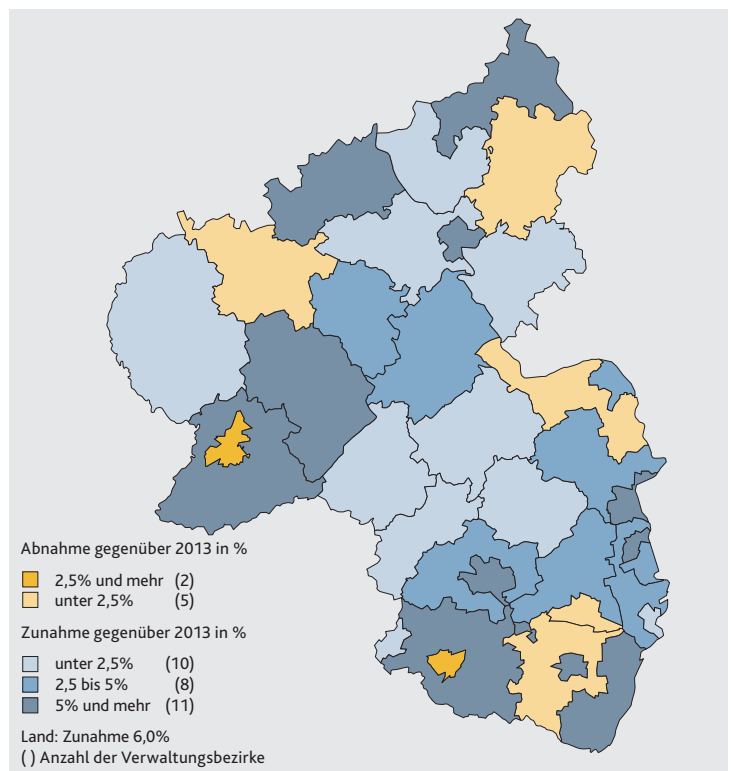 Abnahme gegenüber 2013 in %
2,5% und mehr (2)
unter 2,5% (5)
Zunahme gegenüber 2013 in %
unter 2,5% (10)
2,5 bis 5% (8)
5% und mehr (11)
Land: Zunahme 6,0%
( ) Anzahl der Verwaltungsbezirke